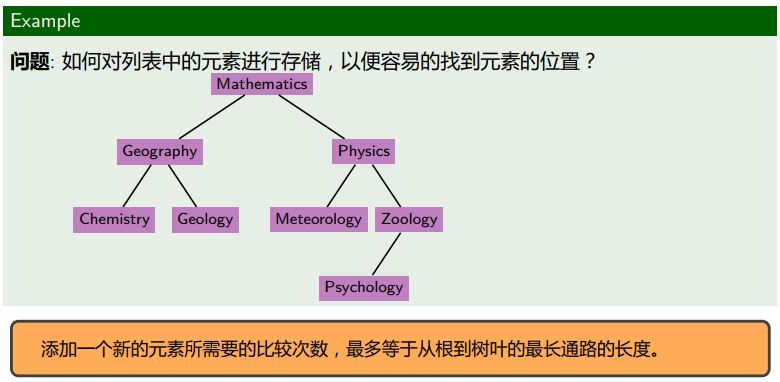 Example
问题: 如何对列表中的元素进行存储，以便容易的找到元素的位置？
Mathematics
Geography
Physics
Chemistry
Geology
Meteorology
Zoology
Psychology
添加一个新的元素所需要的比较次数，最多等于从根到树叶的最长通路的长度。